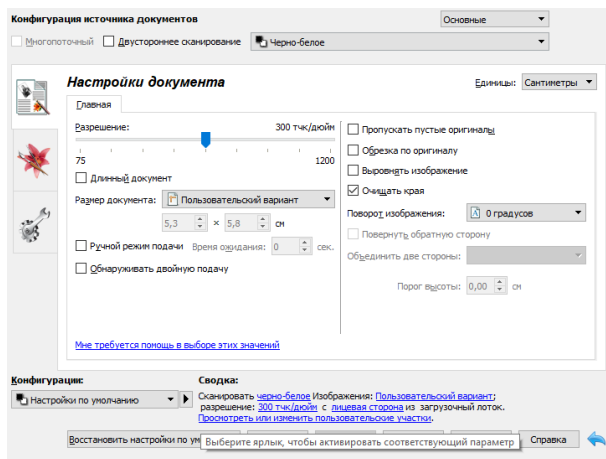 Конфигурация источника документов
Основные
Многопоточный
Двустороннее сканирование
Черно-белое
Настройки документа
Единицы: Сантиметры
Главная
Разрешение: 300 тчк/дюйм
75 1200
Длинный документ
Размер документа: Пользовательский вариант
5,3 × 5,8 см
Ручной режим подачи Время ожидания: 0 сек.
Обнаруживать двойную подачу
Пропускать пустые оригиналы
Обрезка по оригиналу
Выровнять изображение
Очищать края
Поворот изображения: 0 градусов
Повернуть обратную сторону
Объединить две стороны:
Порог высоты: 0,00 см
Мне требуется помощь в выборе этих значений
Конфигурации:
Настройки по умолчанию
Сводка:
Сканировать черно-белое Изображения: Пользовательский вариант;
разрешение: 300 тчк/дюйм с лицевая сторона из загрузочный лоток.
Просмотреть или изменить пользовательские участки.
Восстановить настройки по ум
Выберите ярлык, чтобы активировать соответствующий параметр
Справка